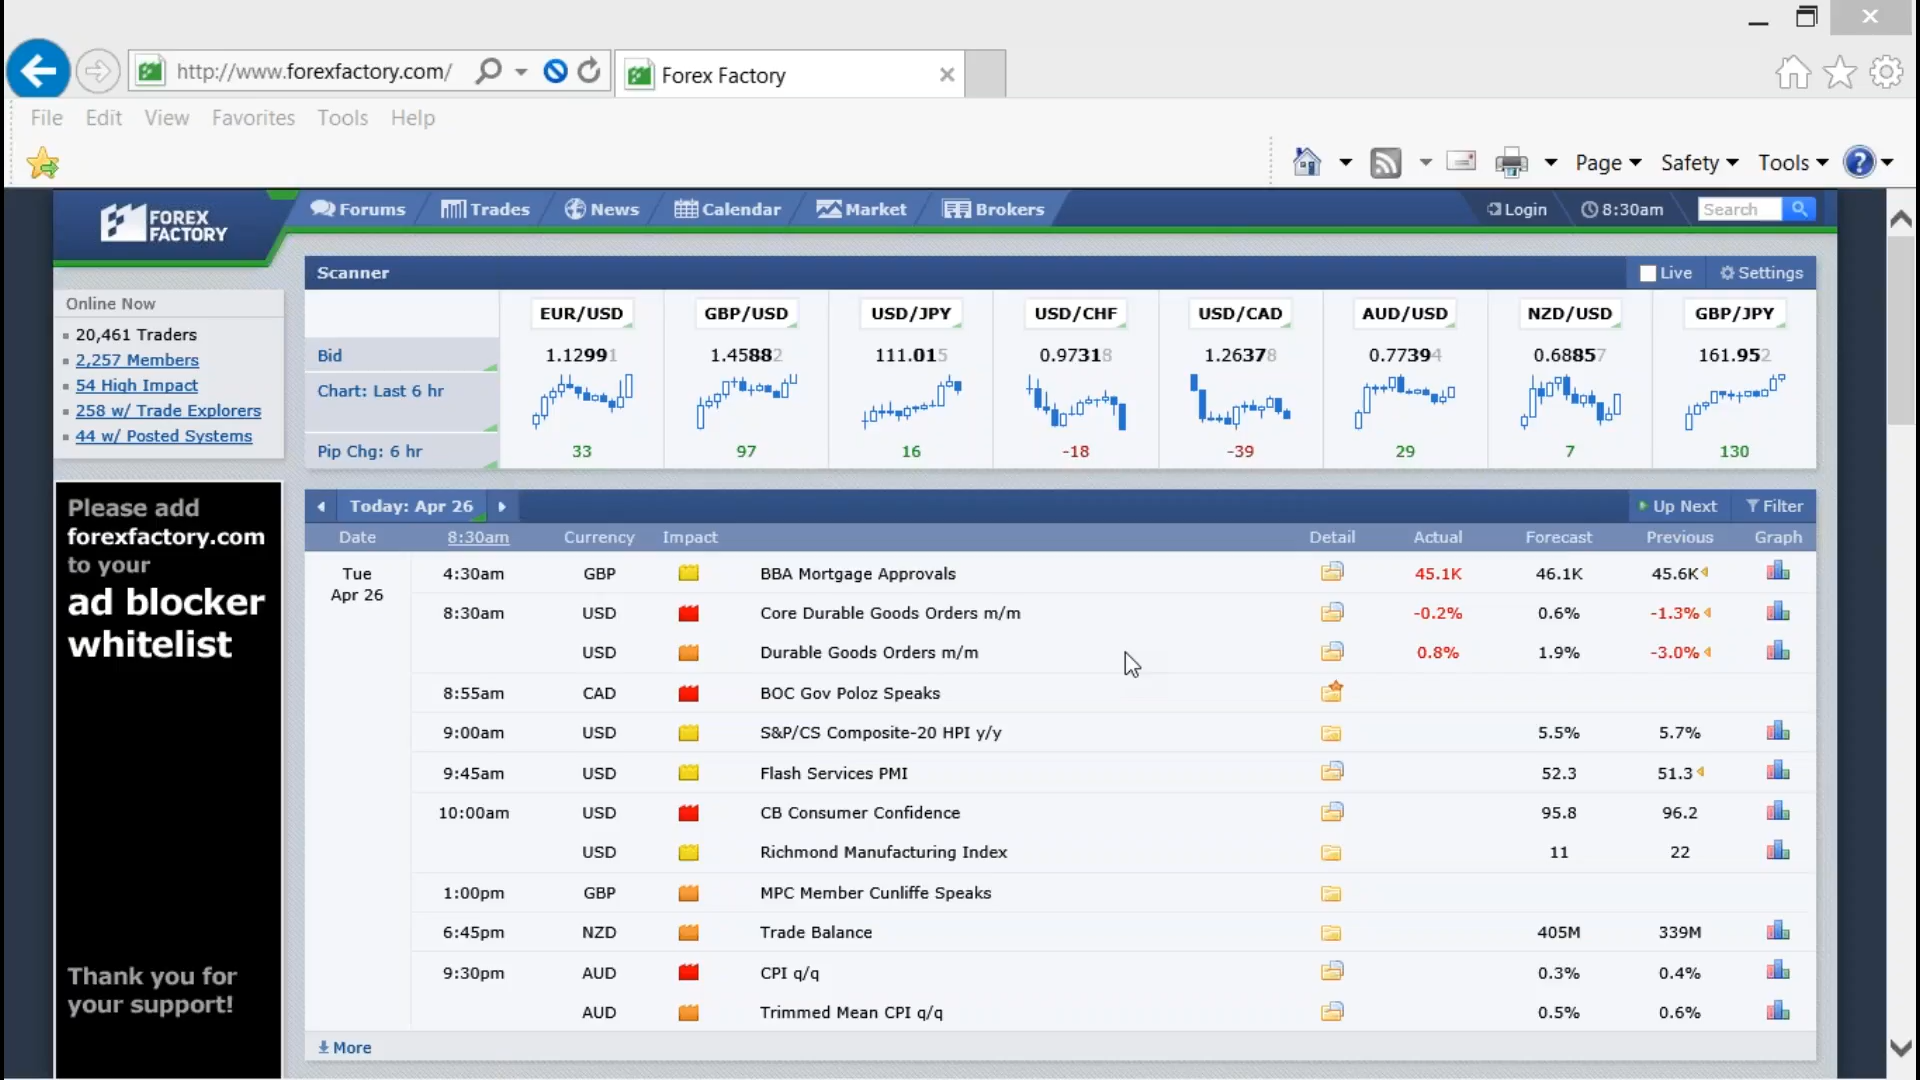 http://www.forexfactory.com/
Forex Factory
File Edit View Favorites Tools Help
Page Safety Tools
FOREX FACTORY
Forums Trades News Calendar Market Brokers Login 8:30am Search
Scanner Live Settings
EUR/USD GBP/USD USD/JPY USD/CHF USD/CAD AUD/USD NZD/USD GBP/JPY
Bid 1.12991 1.45882 111.015 0.97318 1.26378 0.77394 0.68857 161.952
Chart: Last 6 hr
Pip Chg: 6 hr 33 97 16 -18 -39 29 7 130
Online Now
20,461 Traders
2,257 Members
54 High Impact
258 w/ Trade Explorers
44 w/ Posted Systems
Please add
forexfactory.com
to your
ad blocker
whitelist
Thank you for
your support!
Today: Apr 26 Up Next Filter
Date 8:30am Currency Impact Detail Actual Forecast Previous Graph
Tue
Apr 26
4:30am GBP BBA Mortgage Approvals 45.1K 46.1K 45.6K
8:30am USD Core Durable Goods Orders m/m -0.2% 0.6% -1.3%
USD Durable Goods Orders m/m 0.8% 1.9% -3.0%
8:55am CAD BOC Gov Poloz Speaks
9:00am USD S&P/CS Composite-20 HPI y/y 5.5% 5.7%
9:45am USD Flash Services PMI 52.3 51.3
10:00am USD CB Consumer Confidence 95.8 96.2
USD Richmond Manufacturing Index 11 22
1:00pm GBP MPC Member Cunliffe Speaks
6:45pm NZD Trade Balance 405M 339M
9:30pm AUD CPI q/q 0.3% 0.4%
AUD Trimmed Mean CPI q/q 0.5% 0.6%
More